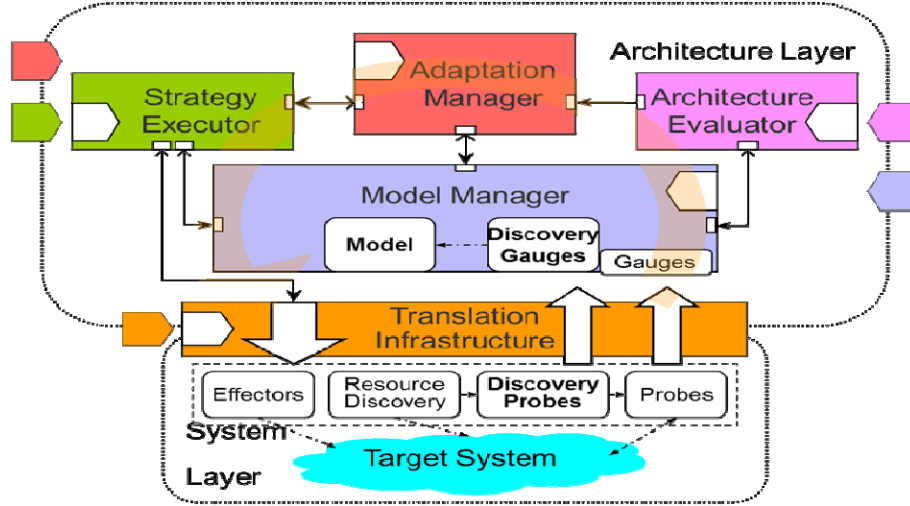 Architecture Layer
Strategy
Executor
Adaptation
Manager
Architecture
Evaluator
Model Manager
Model
Discovery
Gauges
Gauges
Translation
Infrastructure
Effectors
Resource
Discovery
Discovery
Probes
Probes
System
Layer
Target System